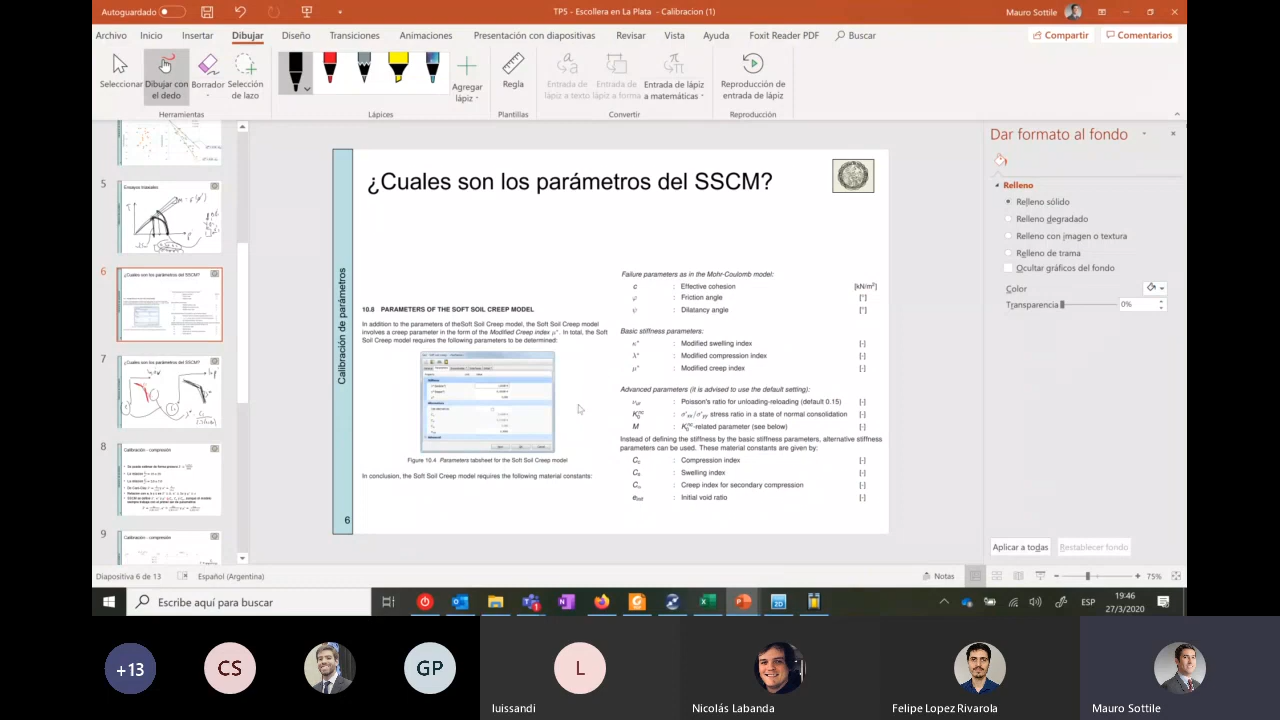 Autoguardado
TP5 - Escollera en La Plata - Calibracion (1)
Mauro Sottile
Archivo Inicio Insertar Dibujar Diseño Transiciones Animaciones Presentación con diapositivas Revisar Vista Ayuda Foxit Reader PDF Buscar
Compartir Comentarios
Seleccionar Dibujar con el dedo Borrador Selección de lazo
Agregar lápiz
Regla
Entrada de lápiz a texto Entrada de lápiz a forma Entrada de lápiz a matemáticas
Reproducción de entrada de lápiz
Herramientas Lápices Plantillas Convertir Reproducción
5
Ensayos triaxiales
6
¿Cuales son los parámetros del SSCM?
7
¿Cuales son los parámetros del SSCM?
8
Calibración - compresión
9
Calibración - compresión
Calibración de parámetros
6
¿Cuales son los parámetros del SSCM?
10.8 PARAMETERS OF THE SOFT SOIL CREEP MODEL
In addition to the parameters of theSoft Soil Creep model, the Soft Soil Creep model
involves a creep parameter in the form of the Modified Creep index μ*. In total, the Soft
Soil Creep model requires the following parameters to be determined:
Figure 10.4 Parameters tabsheet for the Soft Soil Creep model
In conclusion, the Soft Soil Creep model requires the following material constants:
Failure parameters as in the Mohr-Coulomb model:
c : Effective cohesion [kN/m²]
φ : Friction angle [°]
ψ : Dilatancy angle [°]
Basic stiffness parameters:
κ* : Modified swelling index [-]
λ* : Modified compression index [-]
μ* : Modified creep index [-]
Advanced parameters (it is advised to use the default setting):
νur : Poisson's ratio for unloading-reloading (default 0.15) [-]
K0nc : σ'xx/σ'yy stress ratio in a state of normal consolidation [-]
M : K0nc-related parameter (see below) [-]
Instead of defining the stiffness by the basic stiffness parameters, alternative stiffness
parameters can be used. These material constants are given by:
Cc : Compression index [-]
Cs : Swelling index [-]
Cα : Creep index for secondary compression [-]
einit : Initial void ratio [-]
Dar formato al fondo
Relleno
Relleno sólido
Relleno degradado
Relleno con imagen o textura
Relleno de trama
Ocultar gráficos del fondo
Color
Transparencia 0%
Aplicar a todas Restablecer fondo
Diapositiva 6 de 13 Español (Argentina)
Notas 75%
Escribe aquí para buscar
ESP
19:46
27/3/2020
+13
CS
GP
L
luissandi
Nicolás Labanda
Felipe Lopez Rivarola
Mauro Sottile